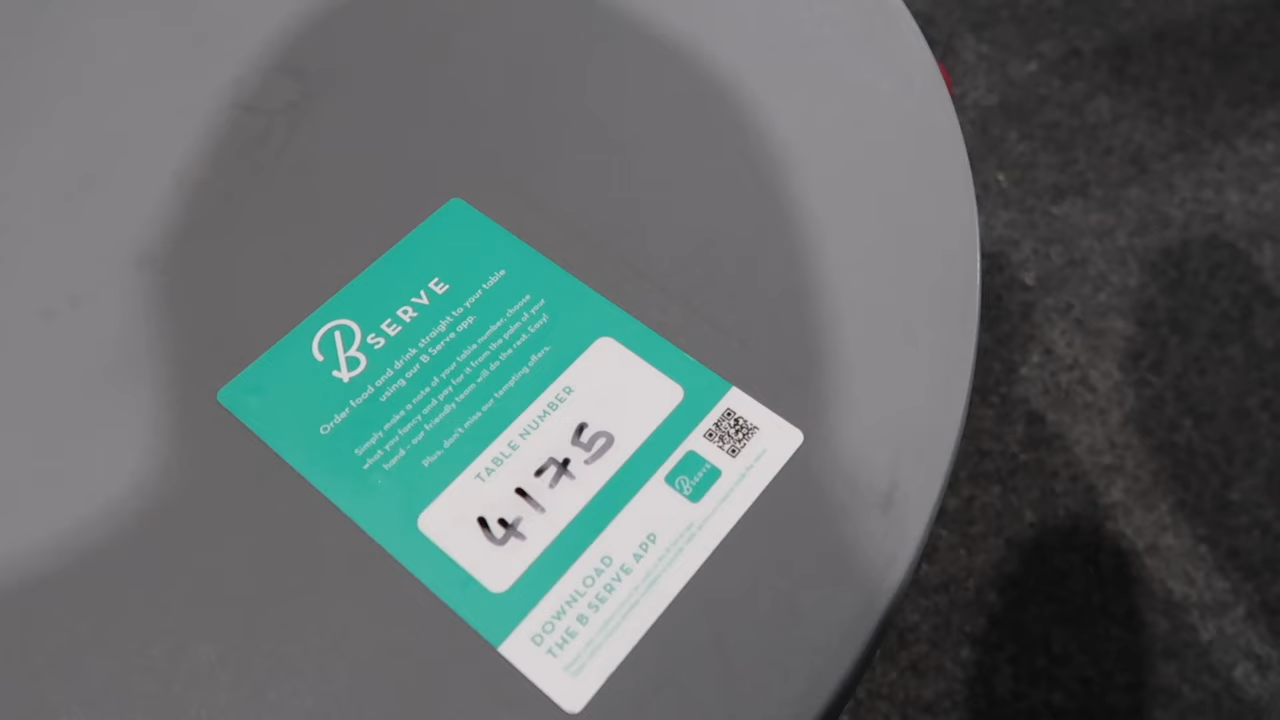 B SERVE
Order food and drink straight to your table
using our B Serve app.
Simply make a note of your table number, choose
what you fancy and pay for it from the palm of your
hand – our friendly team will do the rest. Easy!
Plus, don't miss our tempting offers.
TABLE NUMBER
4175
DOWNLOAD
THE B SERVE APP
B SERVE